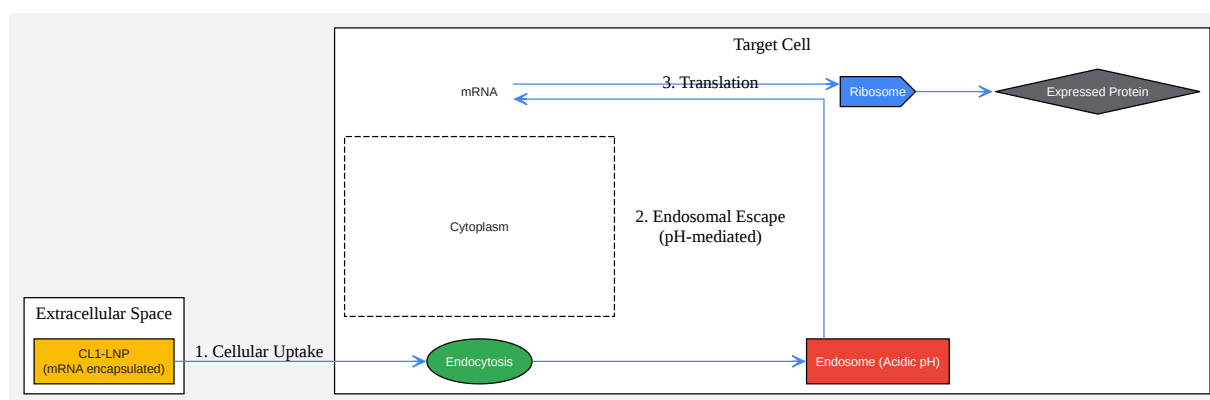 Target Cell
mRNA
3. Translation
Ribosome
Expressed Protein
Cytoplasm
2. Endosomal Escape
(pH-mediated)
Extracellular Space
CL1-LNP
(mRNA encapsulated)
1. Cellular Uptake
Endocytosis
Endosome (Acidic pH)